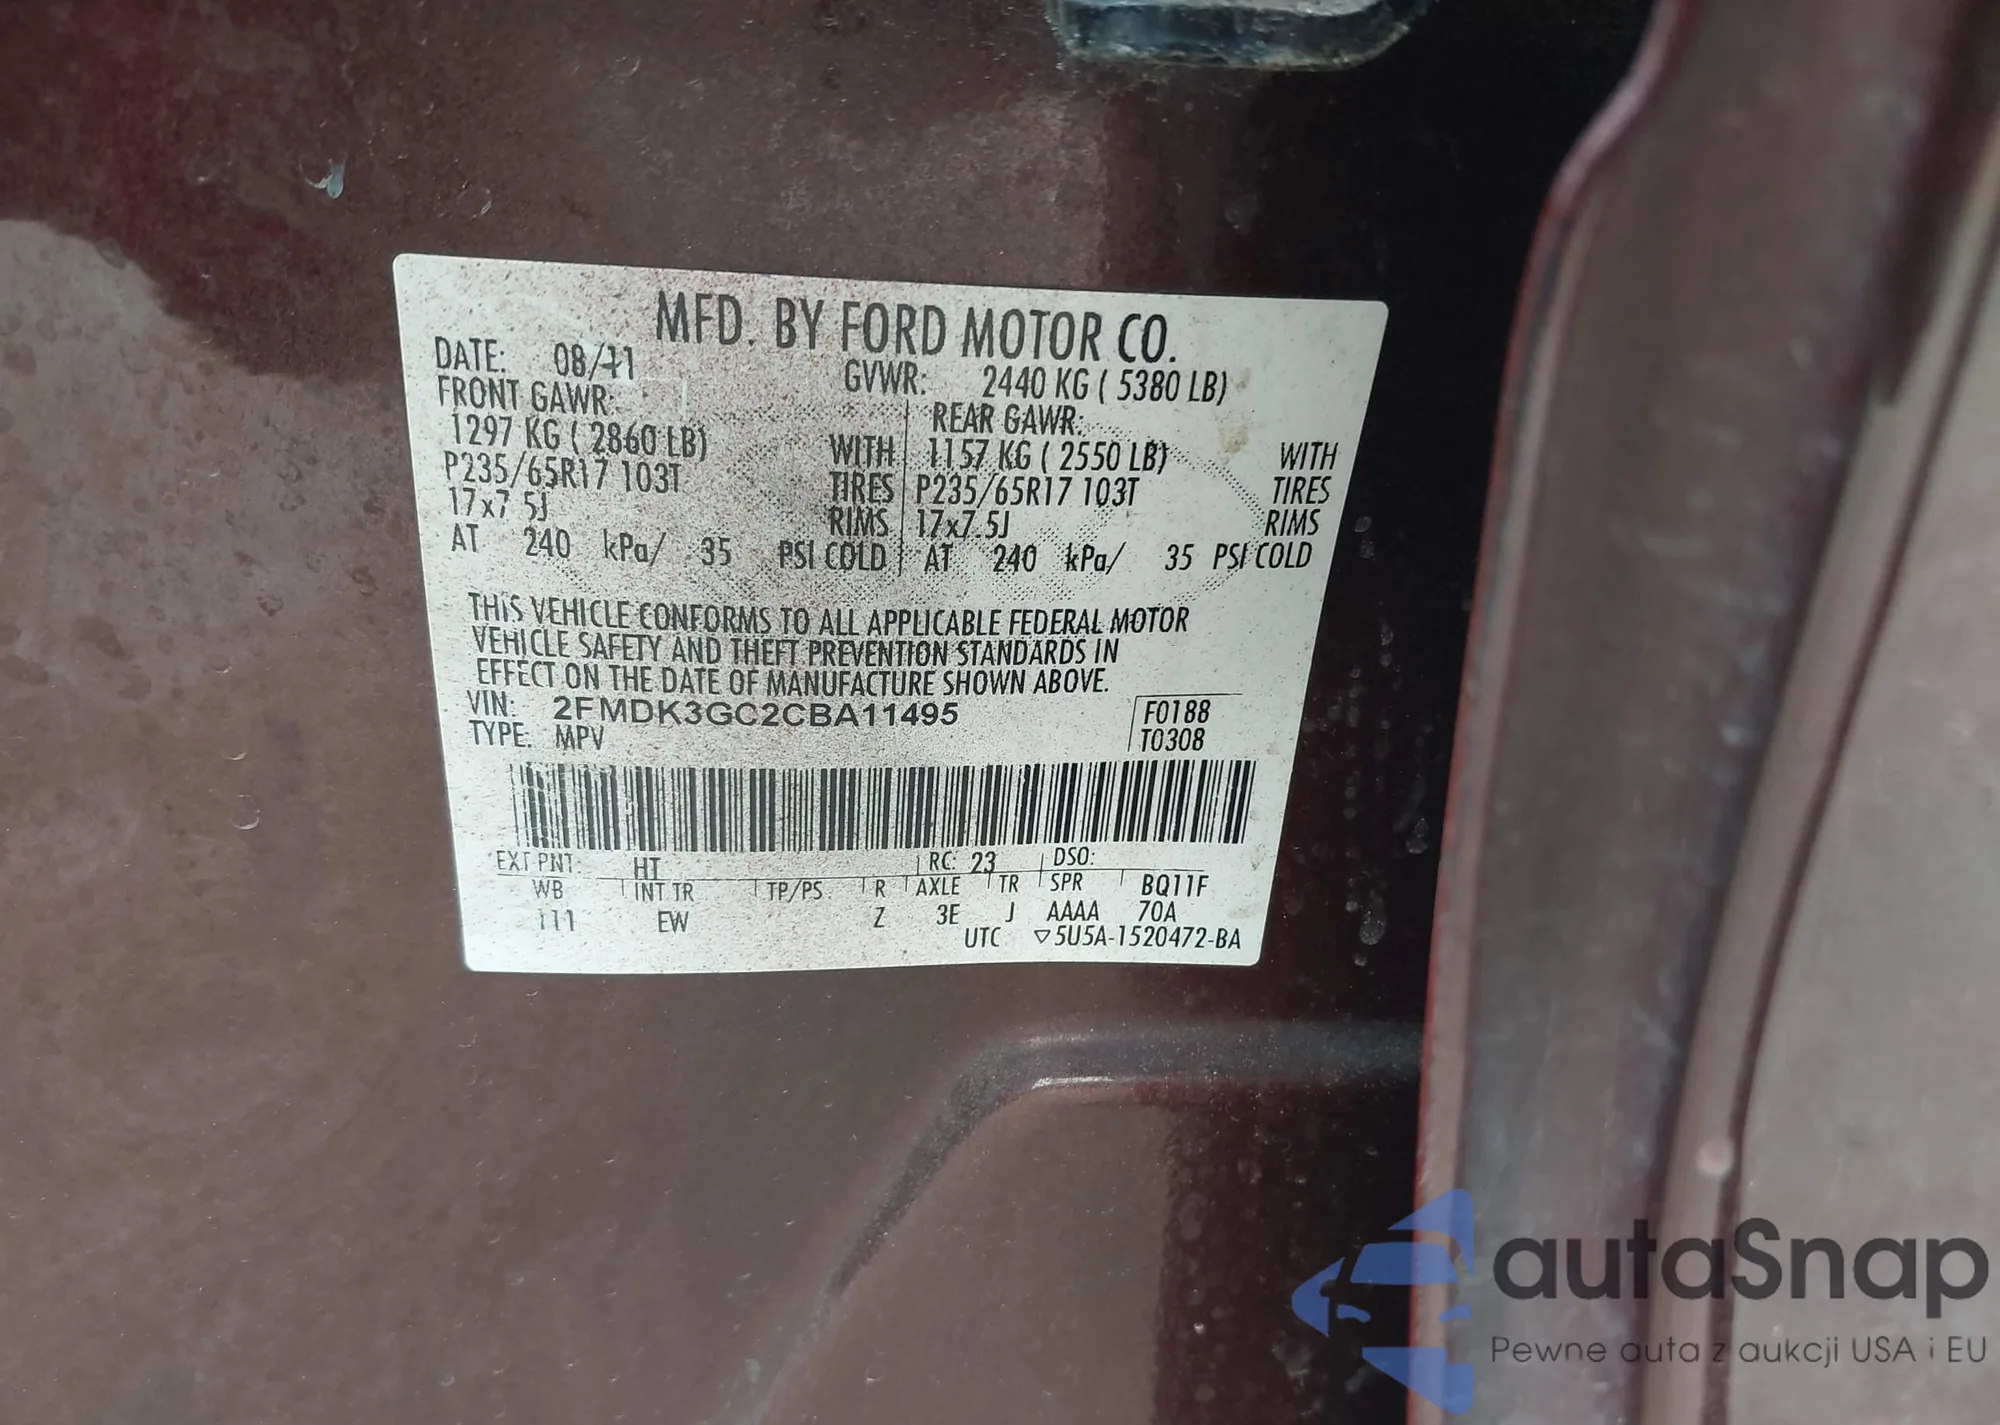 MFD. BY FORD MOTOR CO.
DATE: 08/11 GVWR: 2440 KG ( 5380 LB)
FRONT GAWR: REAR GAWR:
1297 KG ( 2860 LB) WITH 1157 KG ( 2550 LB) WITH
P235/65R17 103T TIRES P235/65R17 103T TIRES
17x7.5J RIMS 17x7.5J RIMS
AT 240 kPa/ 35 PSI COLD AT 240 kPa/ 35 PSI COLD
THIS VEHICLE CONFORMS TO ALL APPLICABLE FEDERAL MOTOR
VEHICLE SAFETY AND THEFT PREVENTION STANDARDS IN
EFFECT ON THE DATE OF MANUFACTURE SHOWN ABOVE.
VIN: 2FMDK3GC2CBA11495 F0188
TYPE: MPV T0308
EXT PNT: HT RC: 23 DSO:
WB INT TR TP/PS R AXLE TR SPR BQ11F
111 EW Z 3E J AAAA 70A
UTC ▽5U5A-1520472-BA
autaSnap
Pewne auta z aukcji USA i EU